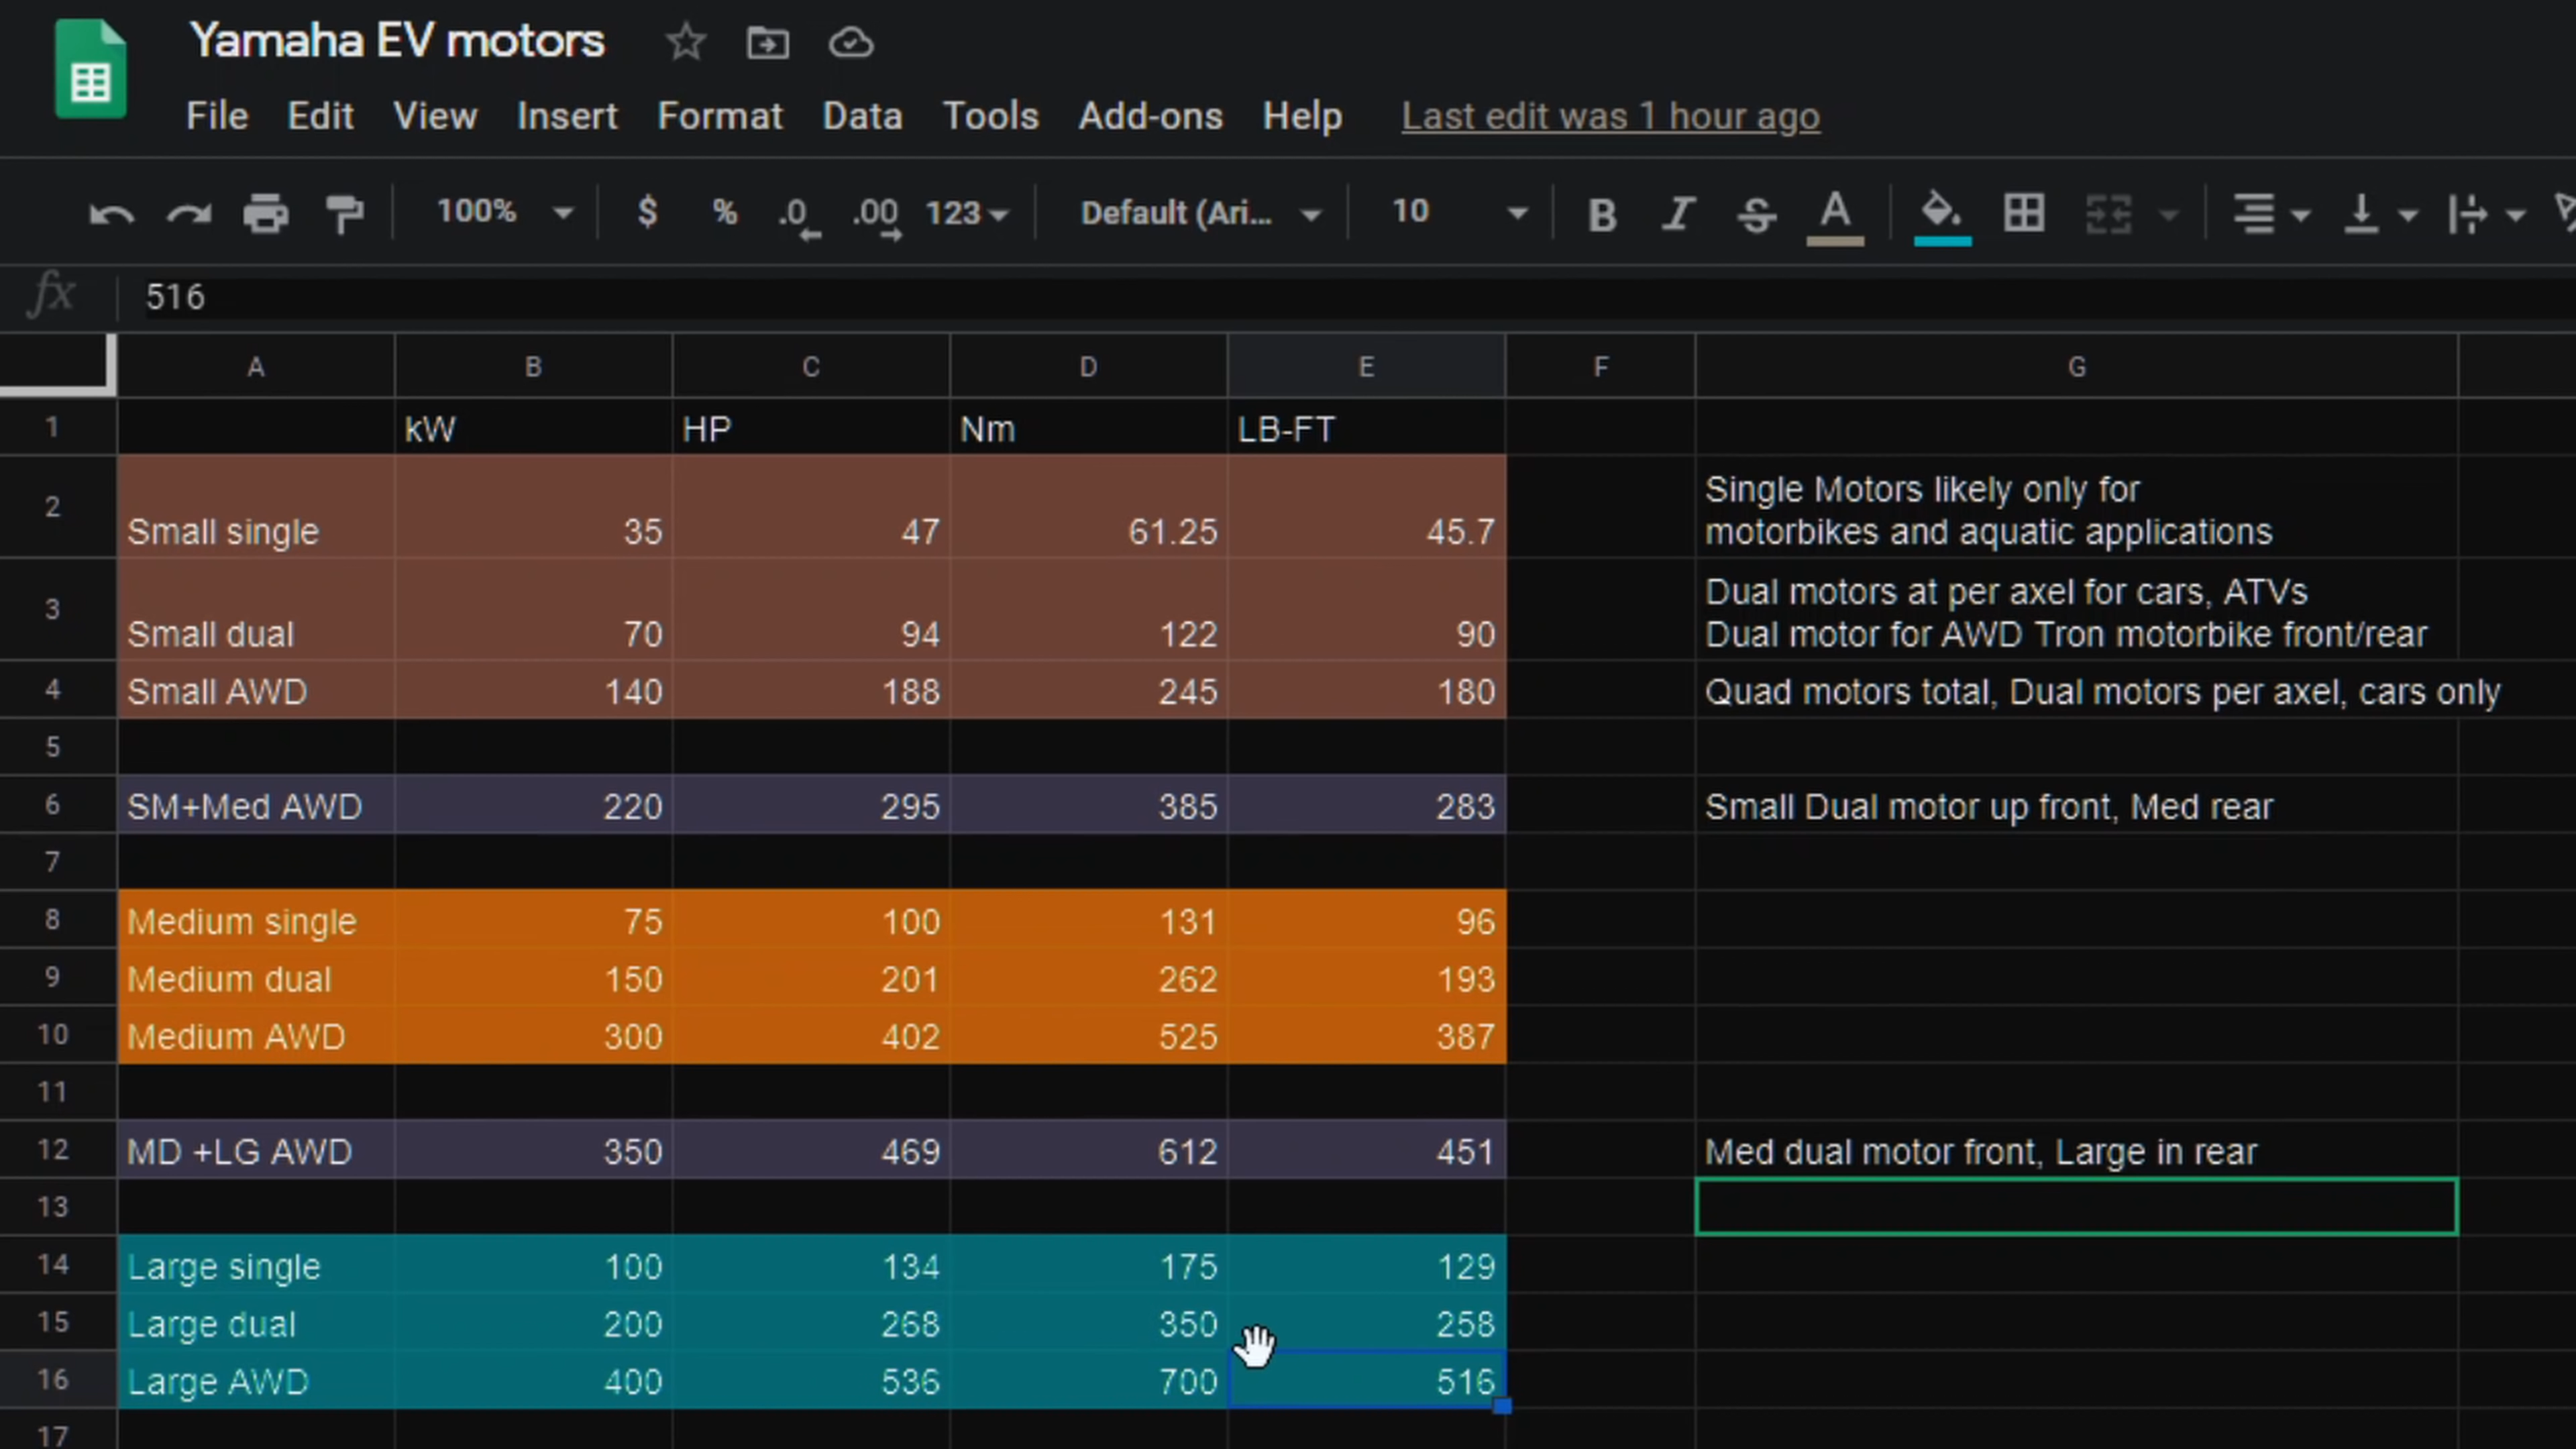 Yamaha EV motors
File Edit View Insert Format Data Tools Add-ons Help Last edit was 1 hour ago
100% $ % .0 .00 123 Default (Ari... 10 B I S A
fx 516
A B C D E F G
1 kW HP Nm LB-FT
Single Motors likely only for
2 Small single 35 47 61.25 45.7 motorbikes and aquatic applications
Dual motors at per axel for cars, ATVs
3 Small dual 70 94 122 90 Dual motor for AWD Tron motorbike front/rear
4 Small AWD 140 188 245 180 Quad motors total, Dual motors per axel, cars only
5
6 SM+Med AWD 220 295 385 283 Small Dual motor up front, Med rear
7
8 Medium single 75 100 131 96
9 Medium dual 150 201 262 193
10 Medium AWD 300 402 525 387
11
12 MD +LG AWD 350 469 612 451 Med dual motor front, Large in rear
13
14 Large single 100 134 175 129
15 Large dual 200 268 350 258
16 Large AWD 400 536 700 516
17